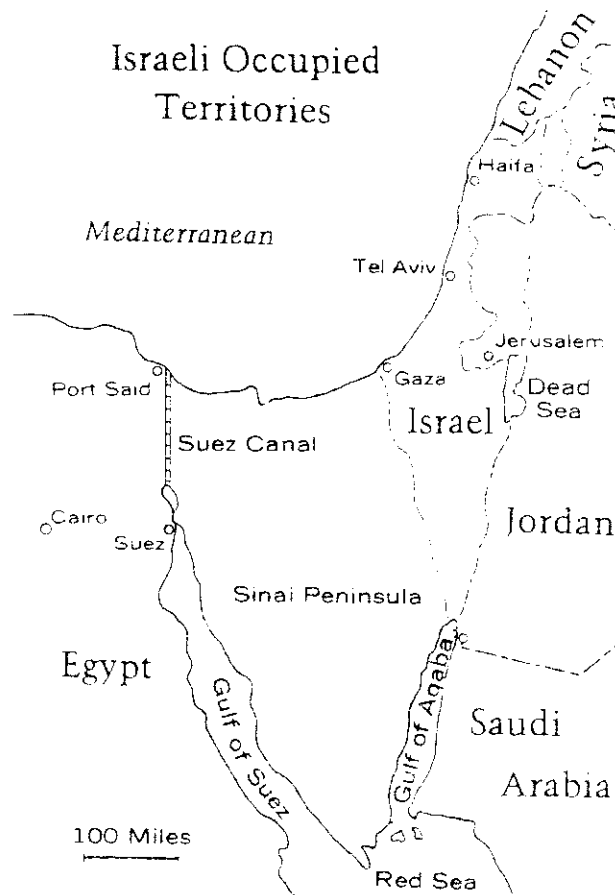 Israeli Occupied
Territories
Lebanon
Syria
Haifa
Mediterranean
Tel Aviv
Jerusalem
Port Said
Gaza
Dead
Sea
Israel
Suez Canal
Cairo
Suez
Jordan
Sinai Peninsula
Egypt
Gulf of Suez
Gulf of Aqaba
Saudi
Arabia
100 Miles
Red Sea